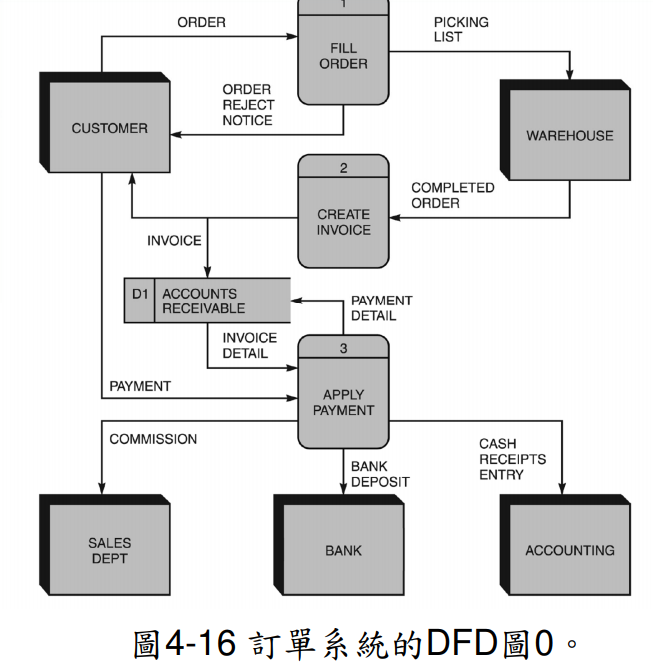 1
ORDER
PICKING
LIST
FILL
ORDER
ORDER
REJECT
NOTICE
CUSTOMER
WAREHOUSE
2
COMPLETED
ORDER
CREATE
INVOICE
INVOICE
D1
ACCOUNTS
RECEIVABLE
PAYMENT
DETAIL
INVOICE
DETAIL
3
PAYMENT
APPLY
PAYMENT
COMMISSION
BANK
DEPOSIT
CASH
RECEIPTS
ENTRY
SALES
DEPT
BANK
ACCOUNTING
圖4-16 訂單系統的DFD圖0。